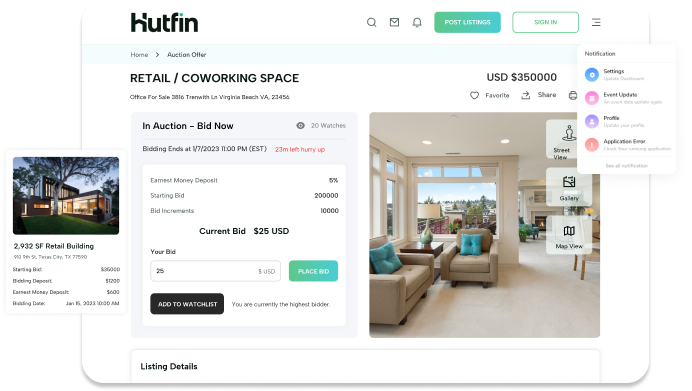 Hutfin
POST LISTINGS
SIGN IN
Home > Auction Offer
Notification
Settings
Update Dashboard
Event Update
An event date update again
Profile
Update your profile
Application Error
Check Your running application
See all notification
RETAIL / COWORKING SPACE
USD $350000
Office For Sale 3816 Trenwith Ln Virginia Beach VA, 23456
Favorite
Share
In Auction - Bid Now
20 Watches
Bidding Ends at 1/7/2023 11:00 PM (EST)
23m left hurry up
Earnest Money Deposit 5%
Starting Bid 200000
Bid Increments 10000
Current Bid $25 USD
Your Bid
25 $ USD
PLACE BID
ADD TO WATCHLIST
You are currently the highest bidder.
Street
View
Gallery
Map View
2,932 SF Retail Building
910 9th St, Texas City, TX 77590
Starting Bid: $35000
Bidding Deposit: $1200
Earnest Money Deposit: $600
Bidding Date: Jan 15, 2023 10:00 AM
Listing Details